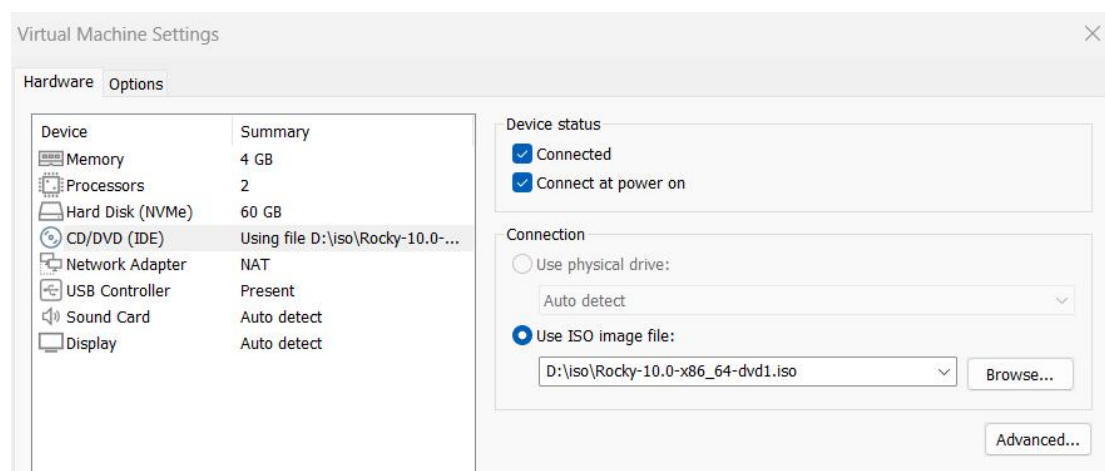 Virtual Machine Settings
Hardware Options
Device Summary
Memory 4 GB
Processors 2
Hard Disk (NVMe) 60 GB
CD/DVD (IDE) Using file D:\iso\Rocky-10.0-...
Network Adapter NAT
USB Controller Present
Sound Card Auto detect
Display Auto detect
Device status
Connected
Connect at power on
Connection
Use physical drive:
Auto detect
Use ISO image file:
D:\iso\Rocky-10.0-x86_64-dvd1.iso Browse...
Advanced...